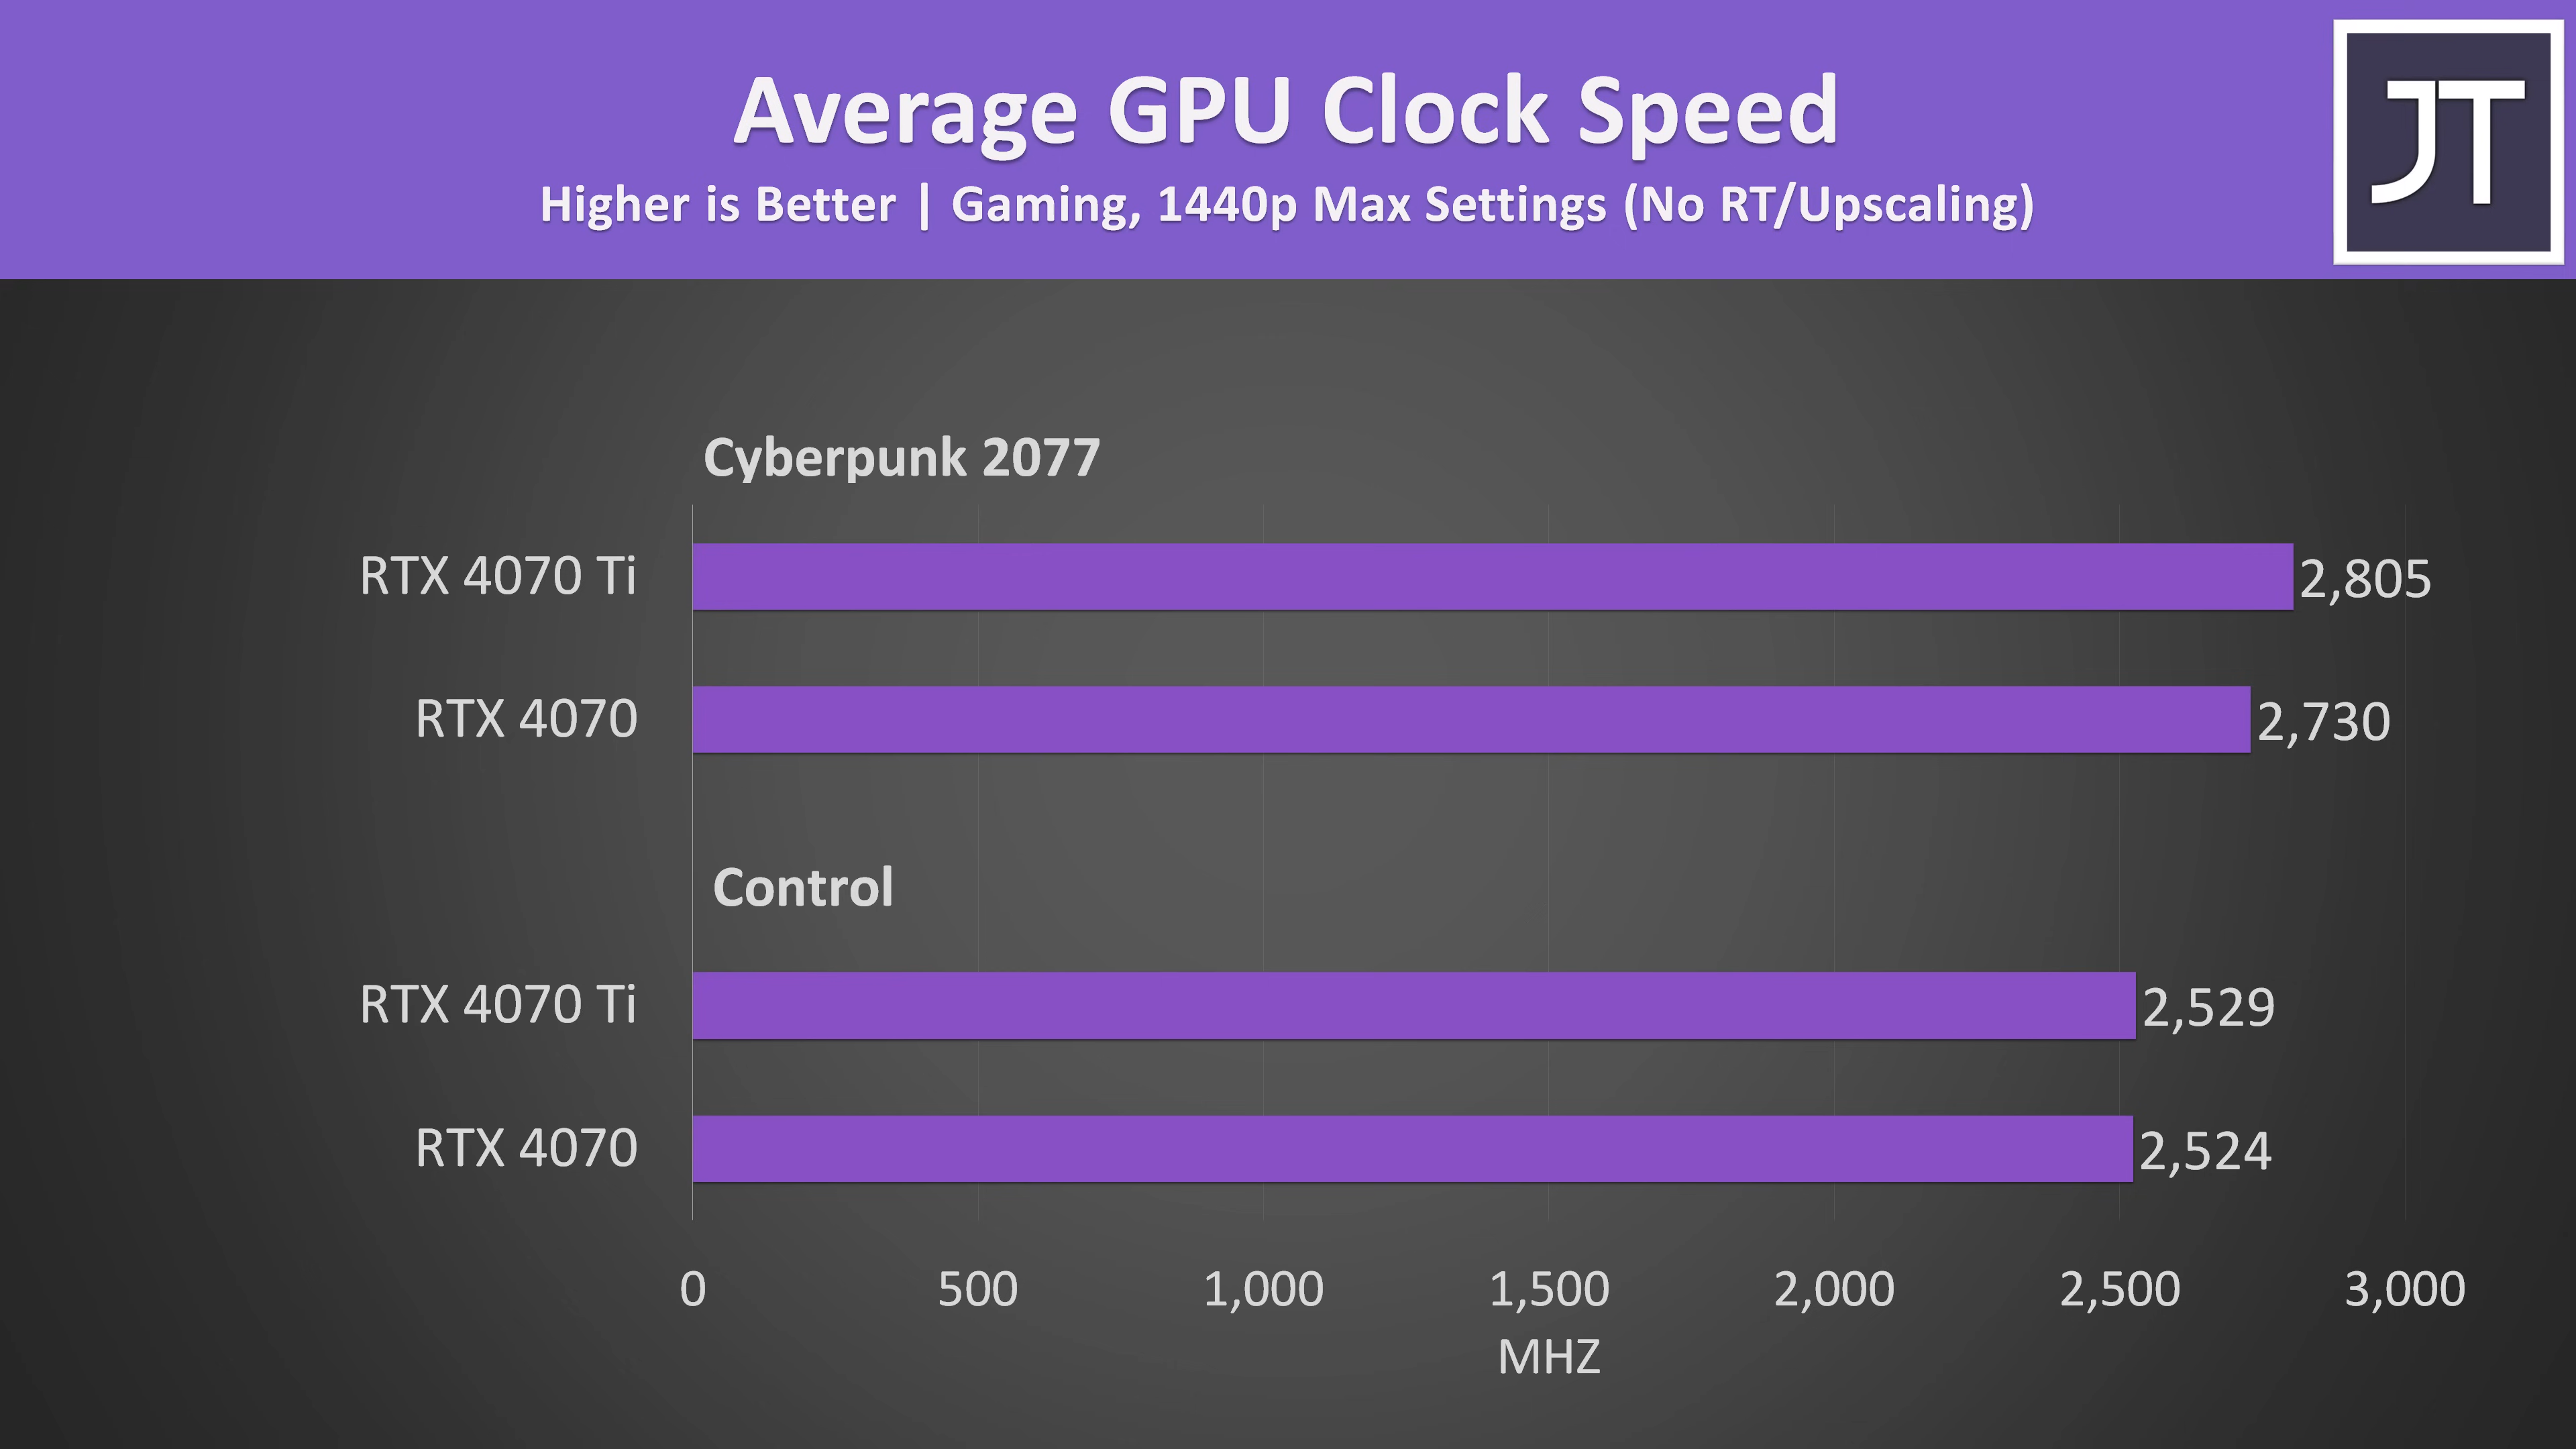 Average GPU Clock Speed
Higher is Better | Gaming, 1440p Max Settings (No RT/Upscaling)
JT
Cyberpunk 2077
RTX 4070 Ti 2,805
RTX 4070 2,730
Control
RTX 4070 Ti 2,529
RTX 4070 2,524
0 500 1,000 1,500 2,000 2,500 3,000
MHZ